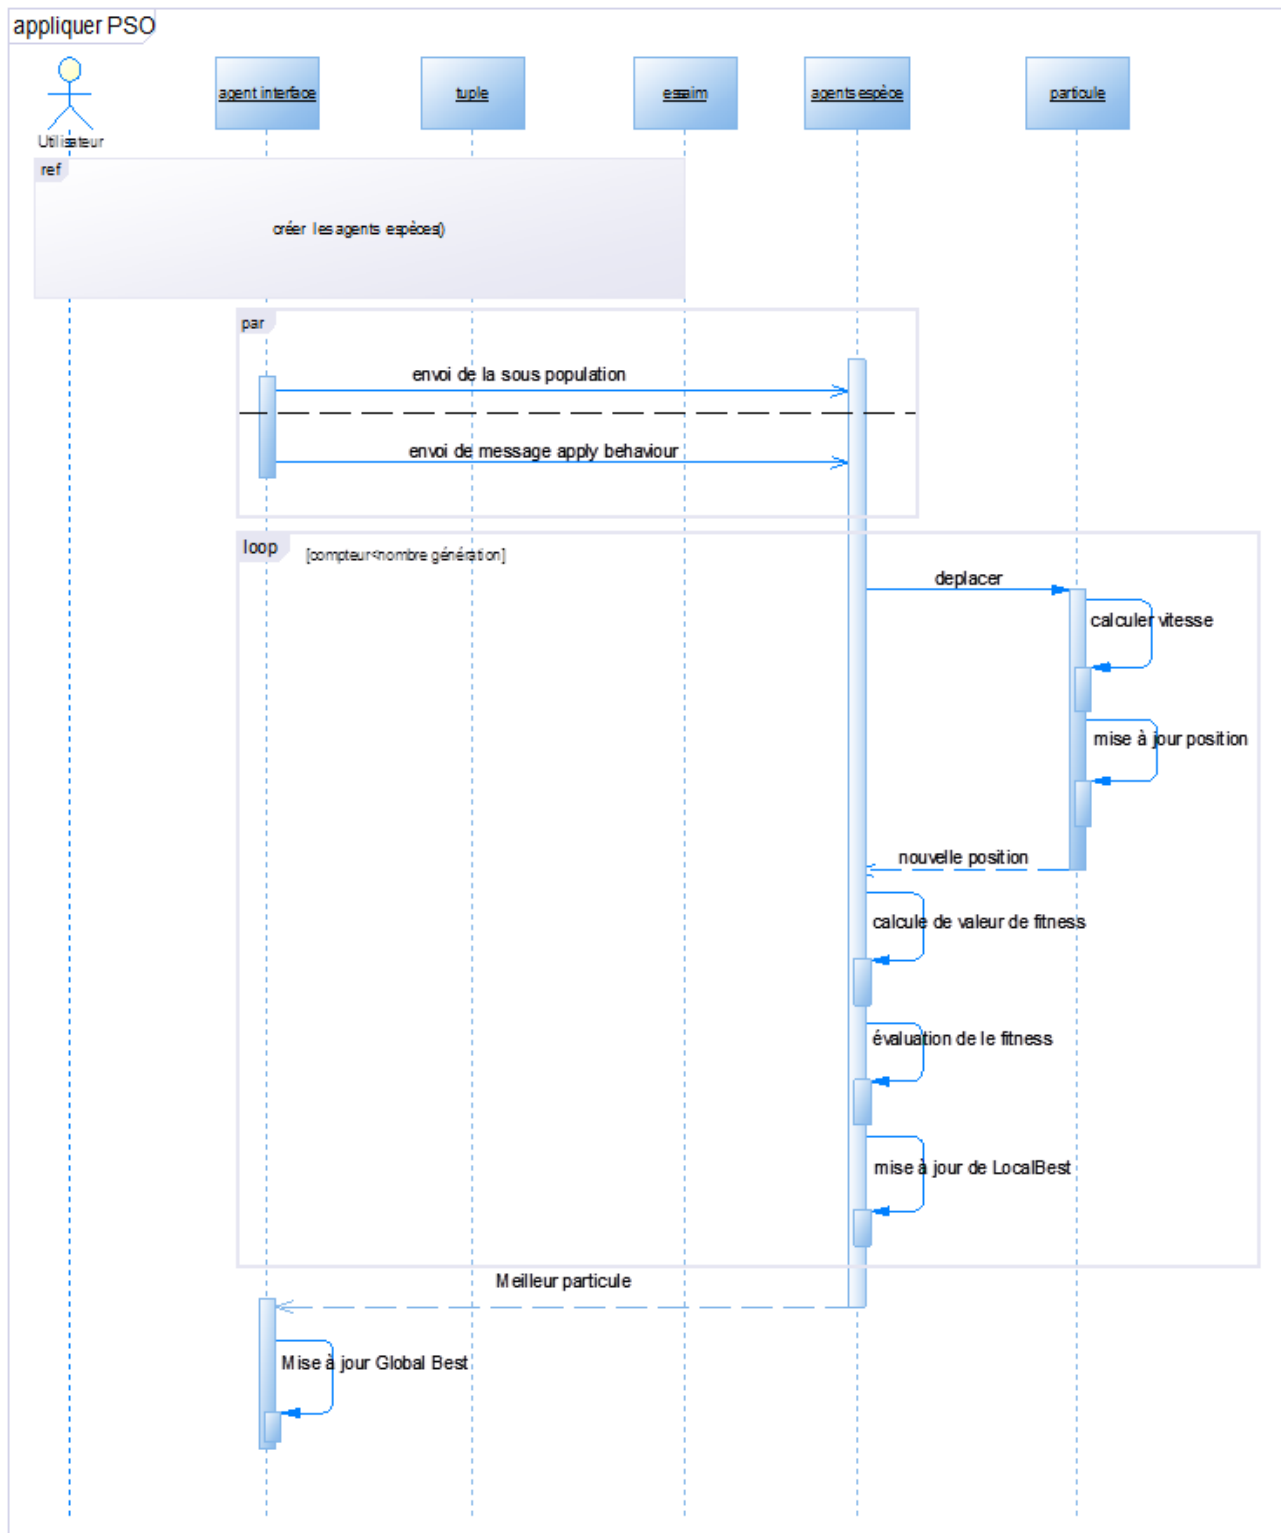 appliquer PSO
agent interface
tuple
essaim
agents espèce
particule
Utilisateur
ref
créer les agents espèces()
par
envoi de la sous population
envoi de message apply behaviour
loop
[compteur<nombre génération]
deplacer
calculer vitesse
mise à jour position
nouvelle position
calcule de valeur de fitness
évaluation de le fitness
mise à jour de LocalBest
Meilleur particule
Mise à jour Global Best